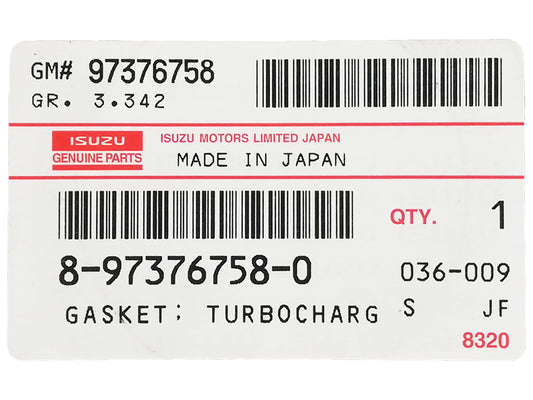 GM# 97376758
GR. 3.342
ISUZU
GENUINE PARTS
ISUZU MOTORS LIMITED JAPAN
MADE IN JAPAN
QTY. 1
8-97376758-0
036-009
GASKET; TURBOCHARG
S JF
8320